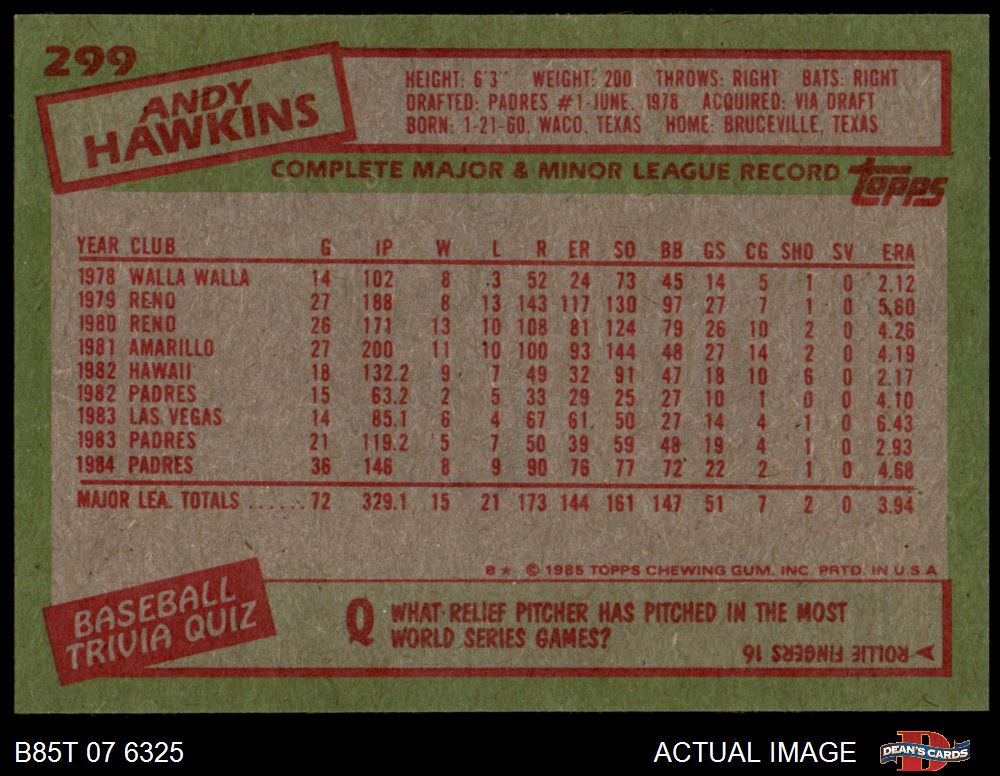 299
ANDY
HAWKINS
HEIGHT: 6'3" WEIGHT: 200 THROWS: RIGHT BATS: RIGHT
DRAFTED: PADRES #1-JUNE, 1978 ACQUIRED: VIA DRAFT
BORN: 1-21-60, WACO, TEXAS HOME: BRUCEVILLE, TEXAS
COMPLETE MAJOR & MINOR LEAGUE RECORD topps
YEAR CLUB G IP W L R ER SO BB GS CG SHO SV ERA
1978 WALLA WALLA 14 102 8 3 52 24 73 45 14 5 1 0 2.12
1979 RENO 27 188 8 13 143 117 130 97 27 7 1 0 5.60
1980 RENO 26 171 13 10 108 81 124 79 26 10 2 0 4.26
1981 AMARILLO 27 200 11 10 100 93 144 48 27 14 2 0 4.19
1982 HAWAII 18 132.2 9 7 49 32 91 47 18 10 6 0 2.17
1982 PADRES 15 63.2 2 5 33 29 25 27 10 1 0 0 4.10
1983 LAS VEGAS 14 85.1 6 4 67 61 50 27 14 4 1 0 6.43
1983 PADRES 21 119.2 5 7 50 39 59 48 19 4 1 0 2.93
1984 PADRES 36 146 8 9 90 76 77 72 22 2 1 0 4.68
MAJOR LEA. TOTALS ...... 72 329.1 15 21 173 144 161 147 51 7 2 0 3.94
B* © 1985 TOPPS CHEWING GUM, INC. PRTD. IN U.S.A
BASEBALL
TRIVIA QUIZ
Q WHAT RELIEF PITCHER HAS PITCHED IN THE MOST
WORLD SERIES GAMES?
A ROLLIE FINGERS 16
B85T 07 6325 ACTUAL IMAGE D DEAN'S CARDS